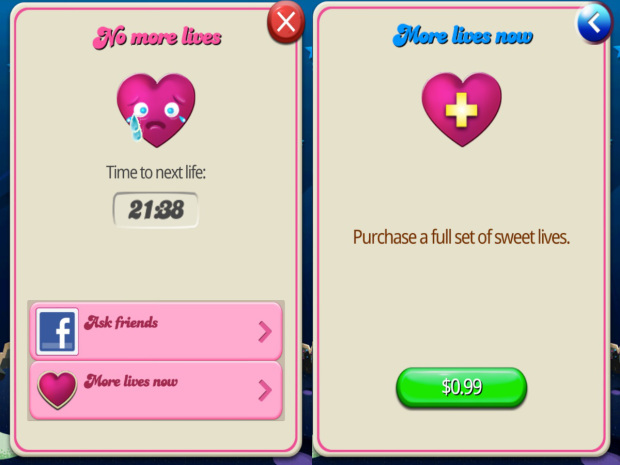 No more lives
Time to next life:
21:38
f
Ask friends
More lives now
More lives now
Purchase a full set of sweet lives.
$0.99